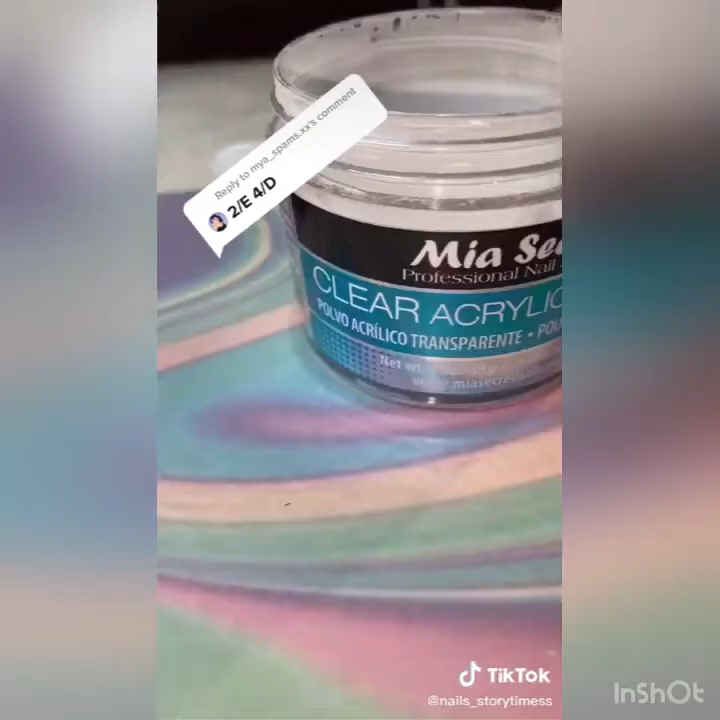 Reply to mya_spams.xx's comment
2/E 4/D
Mia Sec
Professional Nail
CLEAR ACRYLIC
POLVO ACRÍLICO TRANSPARENTE • POL
Net wt
TikTok
@nails_storytimess
InShOt